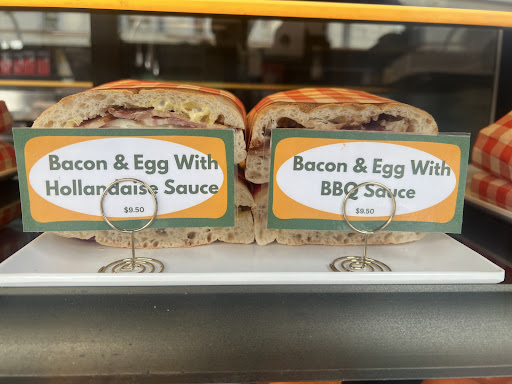 Bacon & Egg With
Hollandaise Sauce
$9.50
Bacon & Egg With
BBQ Sauce
$9.50